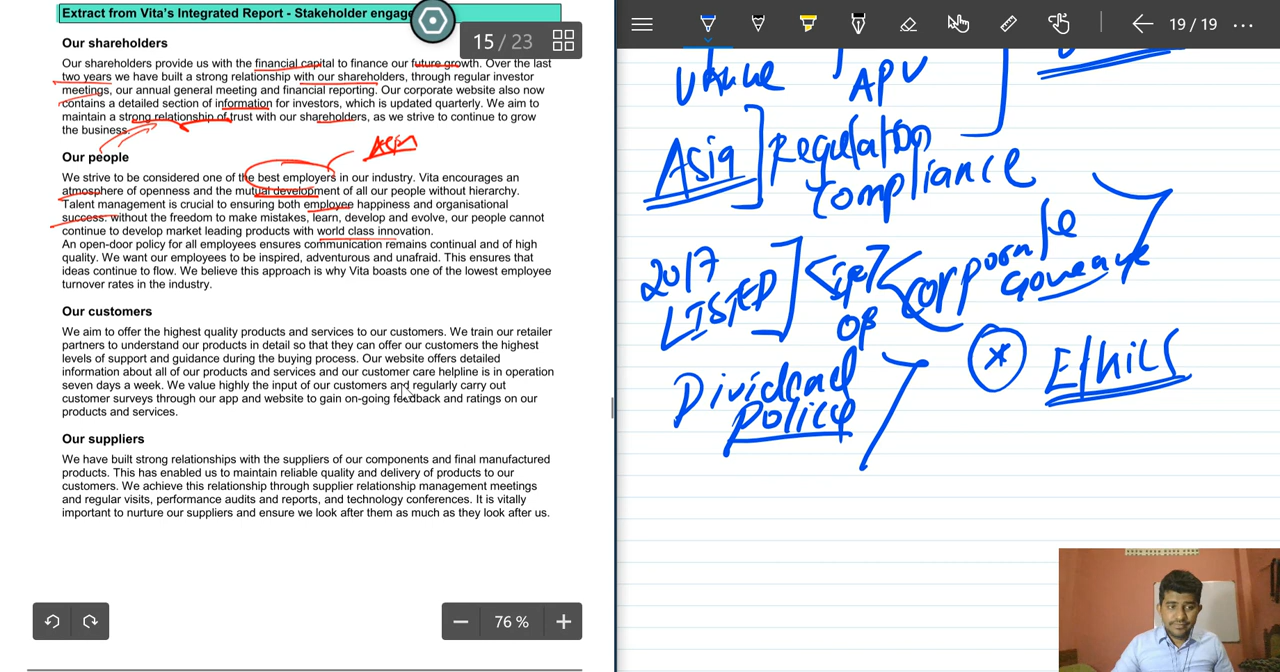 Extract from Vita's Integrated Report - Stakeholder engage
15 / 23
Our shareholders
Our shareholders provide us with the financial capital to finance our future growth. Over the last
two years we have built a strong relationship with our shareholders, through regular investor
meetings, our annual general meeting and financial reporting. Our corporate website also now
contains a detailed section of information for investors, which is updated quarterly. We aim to
maintain a strong relationship of trust with our shareholders, as we strive to continue to grow
the business.
Our people
We strive to be considered one of the best employers in our industry. Vita encourages an
atmosphere of openness and the mutual development of all our people without hierarchy.
Talent management is crucial to ensuring both employee happiness and organisational
success: without the freedom to make mistakes, learn, develop and evolve, our people cannot
continue to develop market leading products with world class innovation.
An open-door policy for all employees ensures communication remains continual and of high
quality. We want our employees to be inspired, adventurous and unafraid. This ensures that
ideas continue to flow. We believe this approach is why Vita boasts one of the lowest employee
turnover rates in the industry.
Our customers
We aim to offer the highest quality products and services to our customers. We train our retailer
partners to understand our products in detail so that they can offer our customers the highest
levels of support and guidance during the buying process. Our website offers detailed
information about all of our products and services and our customer care helpline is in operation
seven days a week. We value highly the input of our customers and regularly carry out
customer surveys through our app and website to gain on-going feedback and ratings on our
products and services.
Our suppliers
We have built strong relationships with the suppliers of our components and final manufactured
products. This has enabled us to maintain reliable quality and delivery of products to our
customers. We achieve this relationship through supplier relationship management meetings
and regular visits, performance audits and reports, and technology conferences. It is vitally
important to nurture our suppliers and ensure we look after them as much as they look after us.
76 %
19 / 19
APV
Asia
Regulation
Compliance
2017
LISTED
Corporate
OB
Dividend
Policy
Ethics